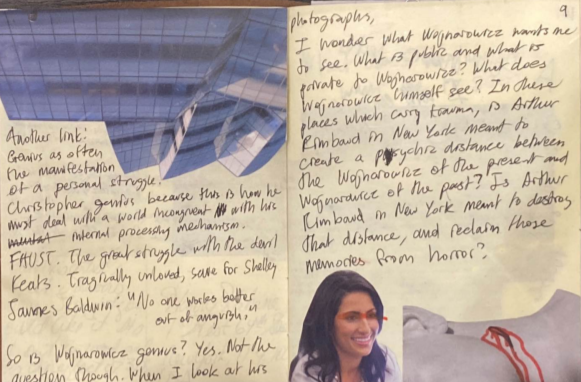 Another link:
Genius as often
the manifestation
of a personal struggle.
Christopher genius because this is how he
must deal with a world incongruent with his
internal processing mechanism.
FAUST. The great struggle with the devil
Keats. Tragically unloved, save for Shelley
James Baldwin: "No one works better
out of anguish."
So is Wojnarowicz genius? Yes. Not the
question though. When I look at his
9
photographs,
I wonder what Wojnarowicz wants me
to see. What is public and what is
private to Wojnarowicz? What does
Wojnarowicz himself see? In these
places which carry trauma, is Arthur
Rimbaud in New York meant to
create a psychic distance between
the Wojnarowicz of the present and
Wojnarowicz of the past? Is Arthur
Rimbaud in New York meant to destroy
that distance, and reclaim those
memories from horror?